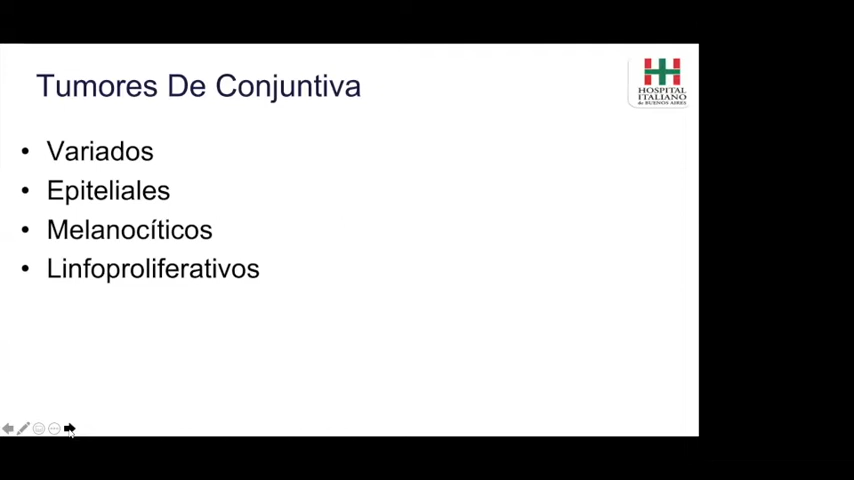 Tumores De Conjuntiva
HOSPITAL
ITALIANO
de BUENOS AIRES
• Variados
• Epiteliales
• Melanocíticos
• Linfoproliferativos